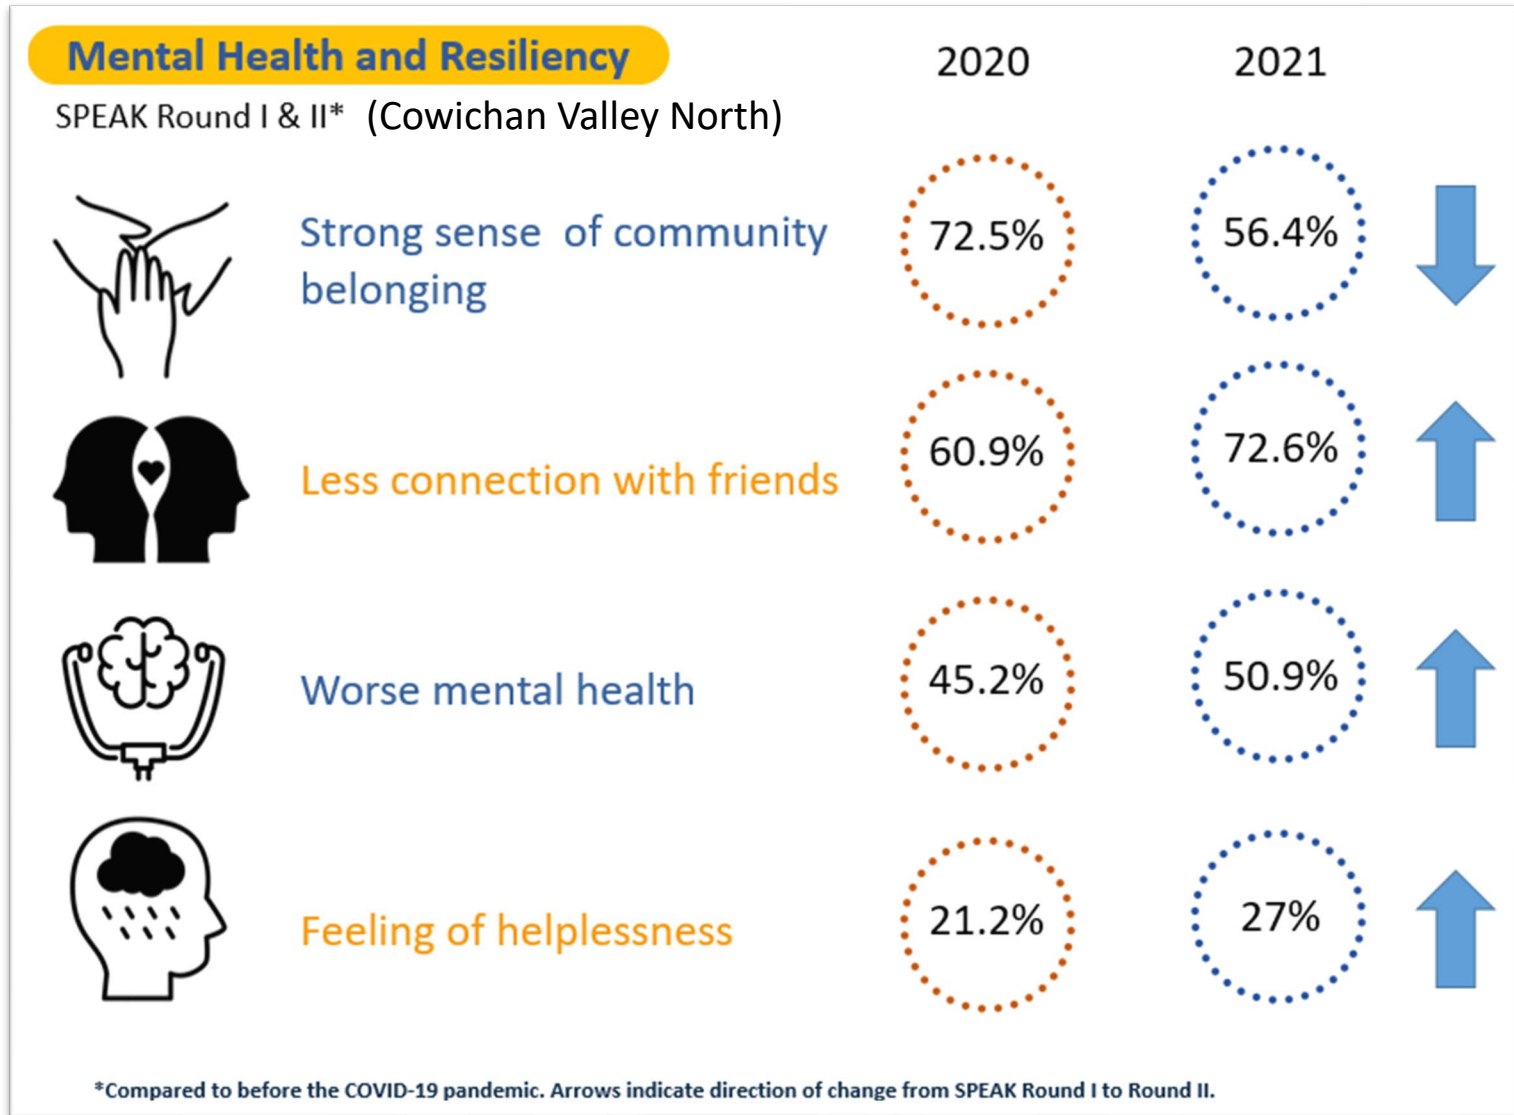 Mental Health and Resiliency
2020
2021
SPEAK Round I & II* (Cowichan Valley North)
Strong sense of community
belonging
72.5%
56.4%
Less connection with friends
60.9%
72.6%
Worse mental health
45.2%
50.9%
Feeling of helplessness
21.2%
27%
*Compared to before the COVID-19 pandemic. Arrows indicate direction of change from SPEAK Round I to Round II.